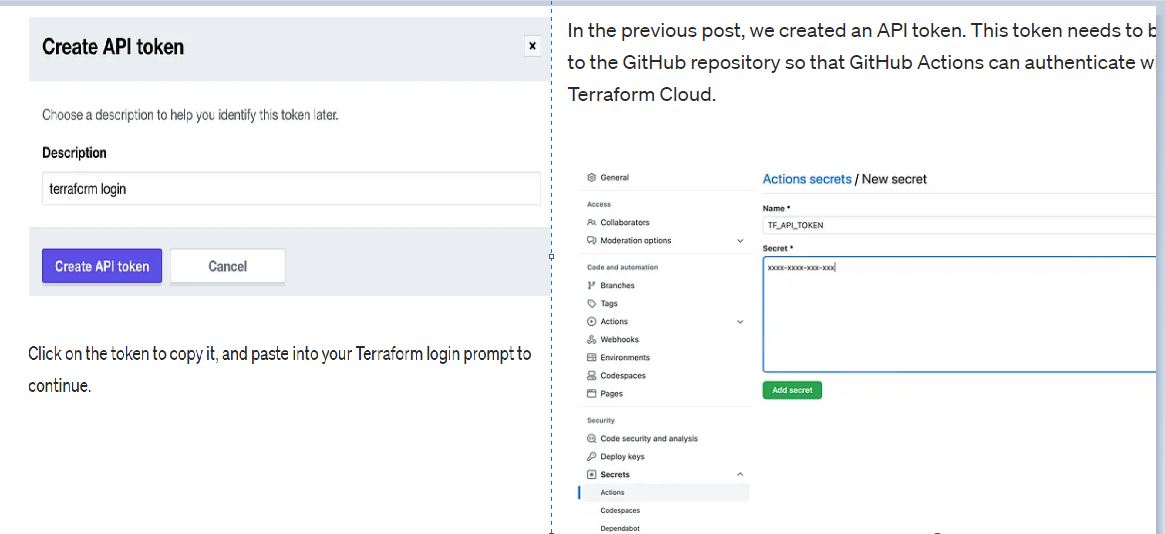 Create API token
x
Choose a description to help you identify this token later.
Description
terraform login
Create API token
Cancel
Click on the token to copy it, and paste into your Terraform login prompt to
continue.
In the previous post, we created an API token. This token needs to
to the GitHub repository so that GitHub Actions can authenticate
Terraform Cloud.
General
Access
Collaborators
Moderation options
Code and automation
Branches
Tags
Actions
Webhooks
Environments
Codespaces
Pages
Security
Code security and analysis
Deploy keys
Secrets
Actions
Codespaces
Dependabot
Actions secrets / New secret
Name *
TF_API_TOKEN
Secret *
xxxx-xxxx-xxx-xxx
Add secret